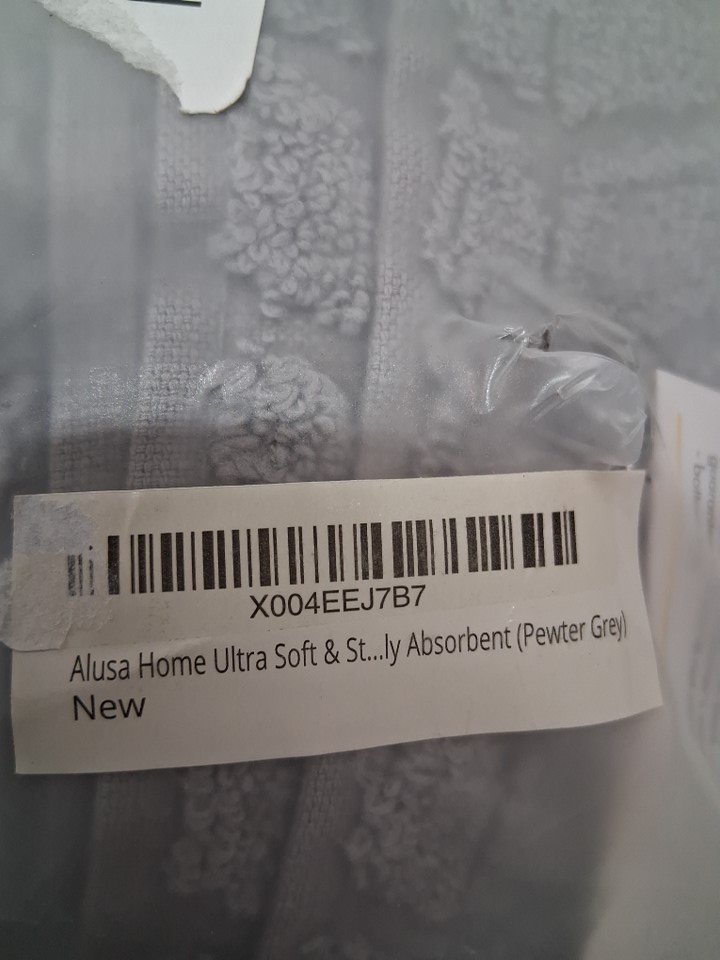 X004EEJ7B7
Alusa Home Ultra Soft & St...ly Absorbent (Pewter Grey)
New